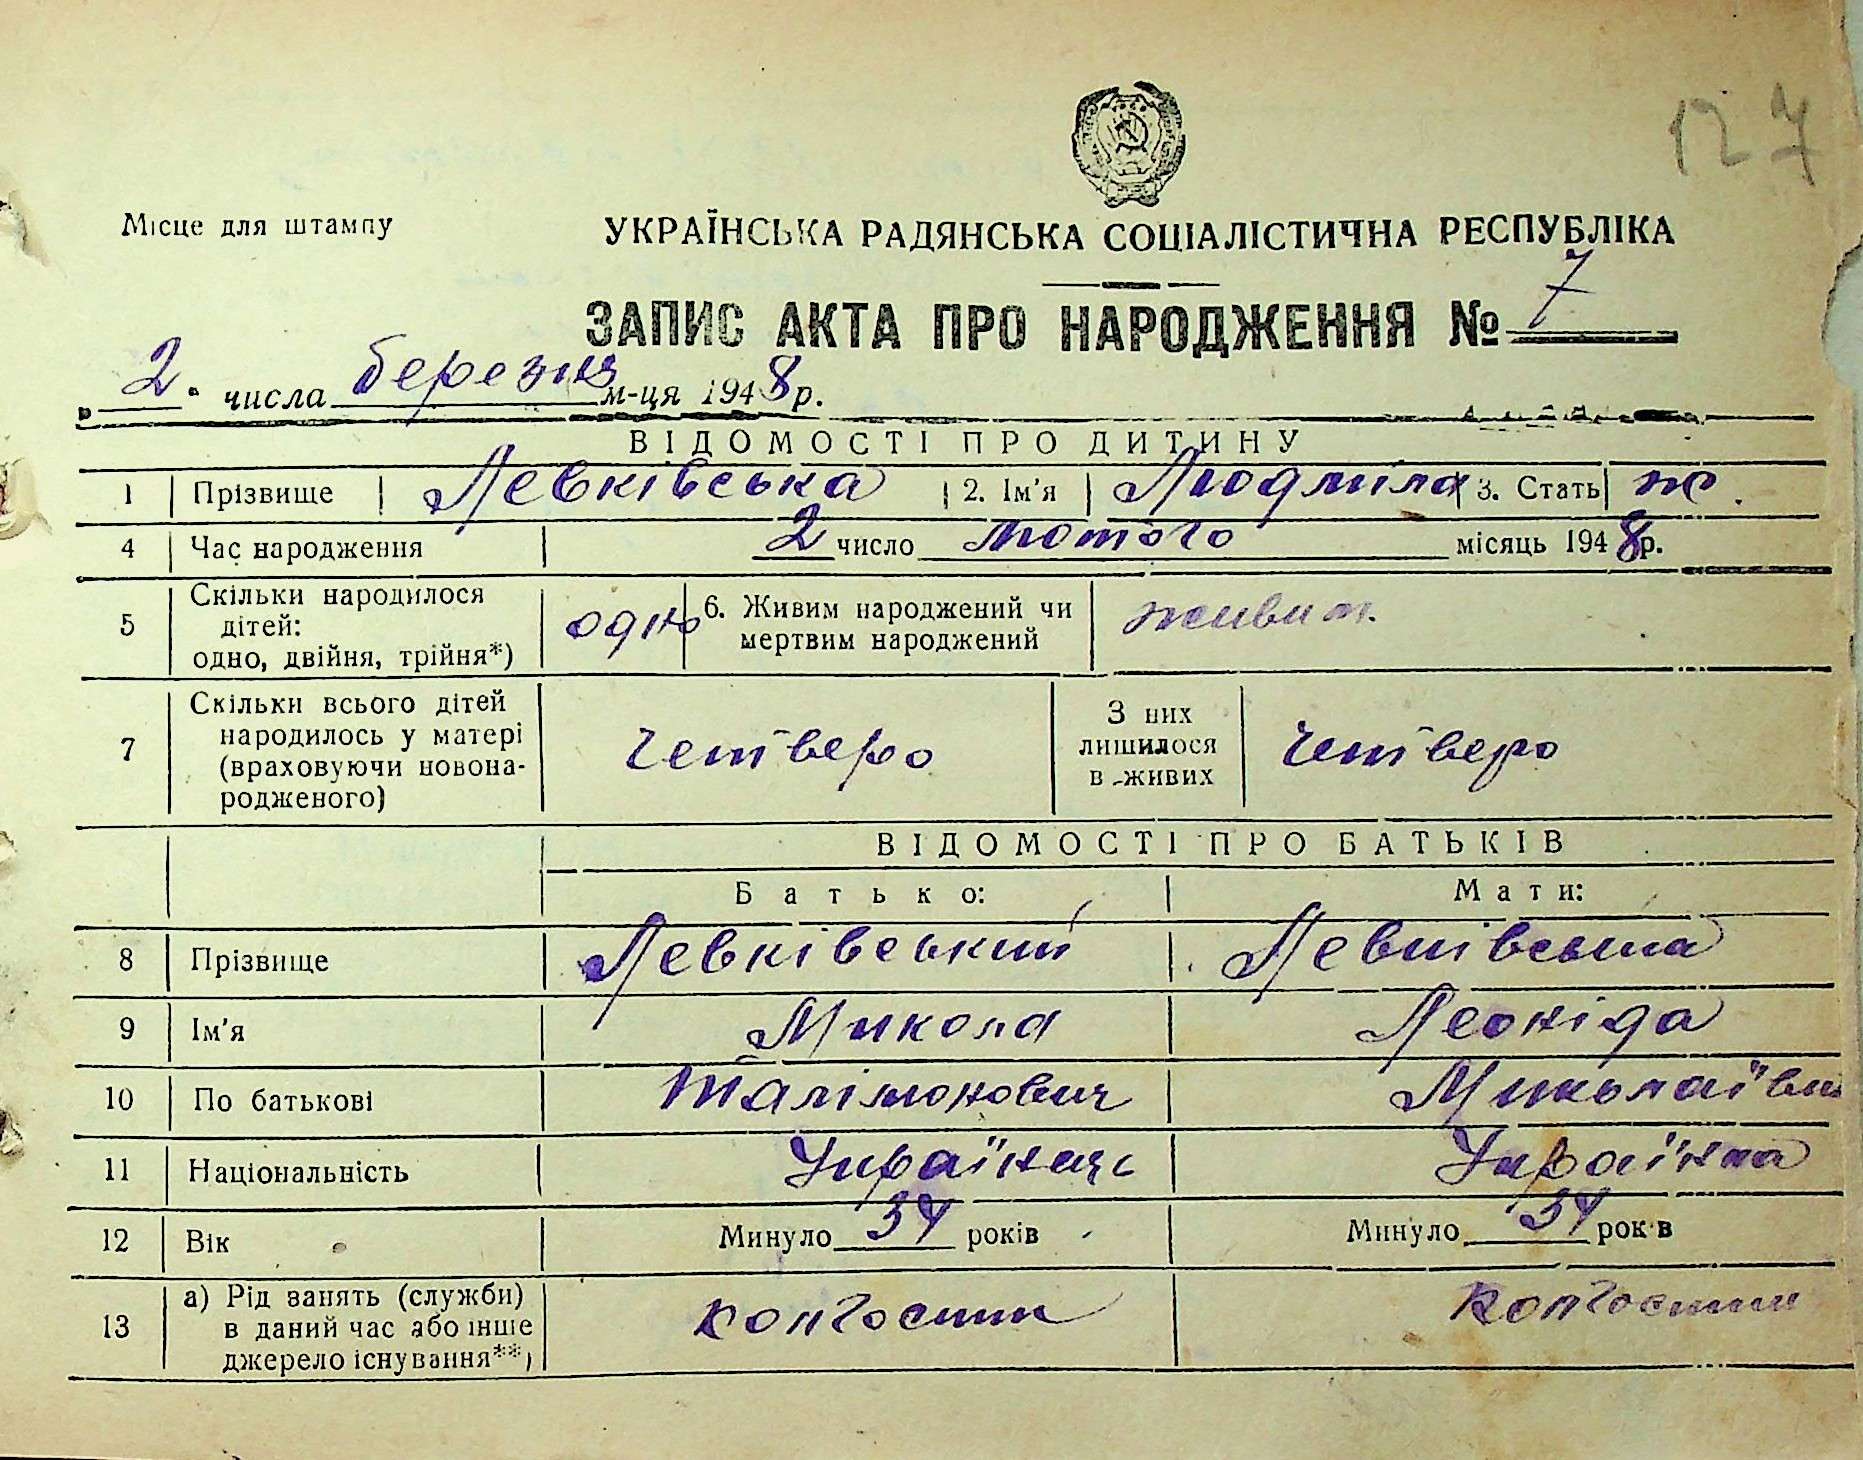 127
Місце для штампу
УКРАЇНСЬКА РАДЯНСЬКА СОЦІАЛІСТИЧНА РЕСПУБЛІКА
ЗАПИС АКТА ПРО НАРОДЖЕННЯ № 7
„2" числа березня м-ця 1948 р.
ВІДОМОСТІ ПРО ДИТИНУ
1 Прізвище Левківська 2. Ім'я Людмила 3. Стать ж.
4 Час народження 2 число лютого місяць 1948 р.
5 Скільки народилося дітей: одно, двійня, трійня*) одно 6. Живим народжений чи мертвим народжений живим.
7 Скільки всього дітей народилось у матері (враховуючи новонародженого) четверо З них лишилося в живих четверо
ВІДОМОСТІ ПРО БАТЬКІВ
Батько: Мати:
8 Прізвище Левківський Левківська
9 Ім'я Микола Леоніда
10 По батькові Талімонович Миколаївн
11 Національність Українець Українка
12 Вік Минуло 34 років Минуло 34 років
13 а) Рід занять (служби) в даний час або інше джерело існування**) колгоспник колгоспни